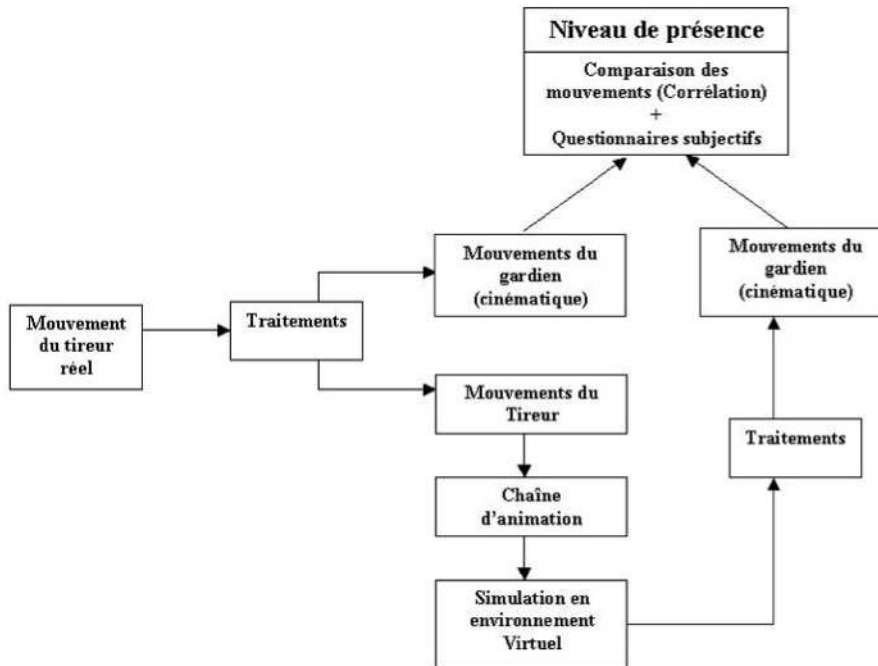 Niveau de présence
Comparaison des
mouvements (Corrélation)
+
Questionnaires subjectifs
Mouvements du
gardien
(cinématique)
Mouvements du
gardien
(cinématique)
Mouvement
du tireur
réel
Traitements
Mouvements du
Tireur
Traitements
Chaîne
d'animation
Simulation en
environnement
Virtuel